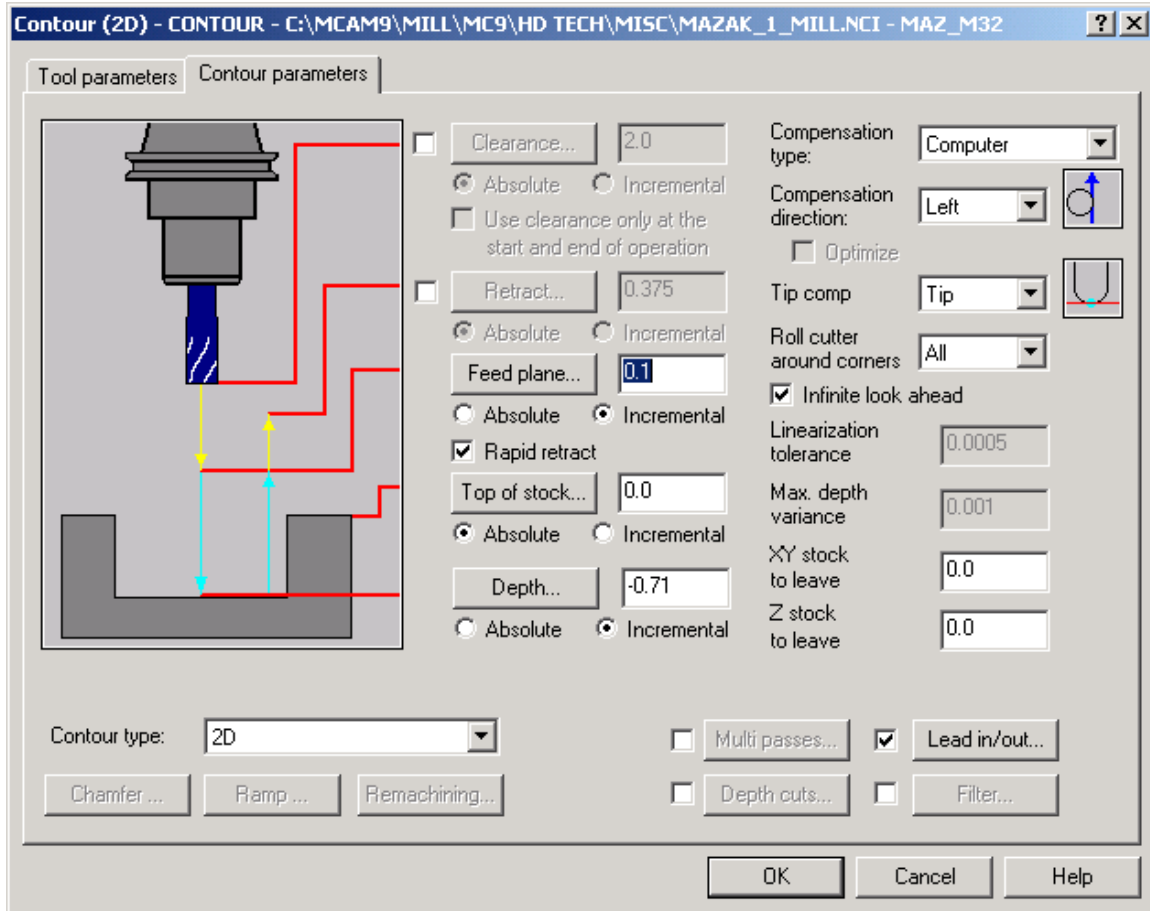 Contour (2D) - CONTOUR - C:\MCAM9\MILL\MC9\HD TECH\MISC\MAZAK_1_MILL.NCI - MAZ_M32
Tool parameters
Contour parameters
Clearance...
2.0
Absolute
Incremental
Use clearance only at the
start and end of operation
Retract...
0.375
Absolute
Incremental
Feed plane...
0.1
Absolute
Incremental
Rapid retract
Top of stock...
0.0
Absolute
Incremental
Depth...
-0.71
Absolute
Incremental
Compensation
type:
Computer
Compensation
direction:
Left
Optimize
Tip comp
Tip
Roll cutter
around corners
All
Infinite look ahead
Linearization
tolerance
0.0005
Max. depth
variance
0.001
XY stock
to leave
0.0
Z stock
to leave
0.0
Contour type:
2D
Multi passes...
Lead in/out...
Chamfer ...
Ramp ...
Remachining...
Depth cuts...
Filter...
OK
Cancel
Help